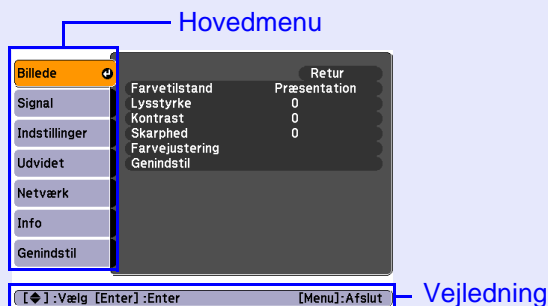 Hovedmenu
Billede
Signal
Indstillinger
Udvidet
Netværk
Info
Genindstil
Retur
Farvetilstand Præsentation
Lysstyrke 0
Kontrast 0
Skarphed 0
Farvejustering
Genindstil
[◆] :Vælg [Enter] :Enter [Menu]:Afslut
Vejledning